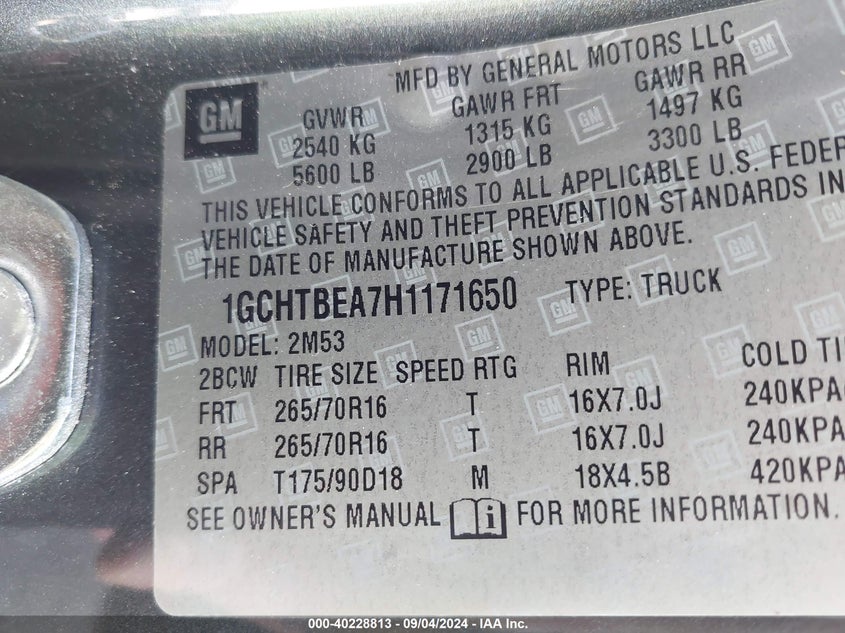 GM
MFD BY GENERAL MOTORS LLC
GVWR GAWR FRT GAWR RR
2540 KG 1315 KG 1497 KG
5600 LB 2900 LB 3300 LB
THIS VEHICLE CONFORMS TO ALL APPLICABLE U.S. FEDER
VEHICLE SAFETY AND THEFT PREVENTION STANDARDS IN
THE DATE OF MANUFACTURE SHOWN ABOVE.
1GCHTBEA7H1171650 TYPE: TRUCK
MODEL: 2M53
2BCW TIRE SIZE SPEED RTG RIM COLD TI
FRT 265/70R16 T 16X7.0J 240KPA
RR 265/70R16 T 16X7.0J 240KPA
SPA T175/90D18 M 18X4.5B 420KPA
SEE OWNER'S MANUAL i FOR MORE INFORMATION.
000-40228813 - 09/04/2024 - IAA Inc.